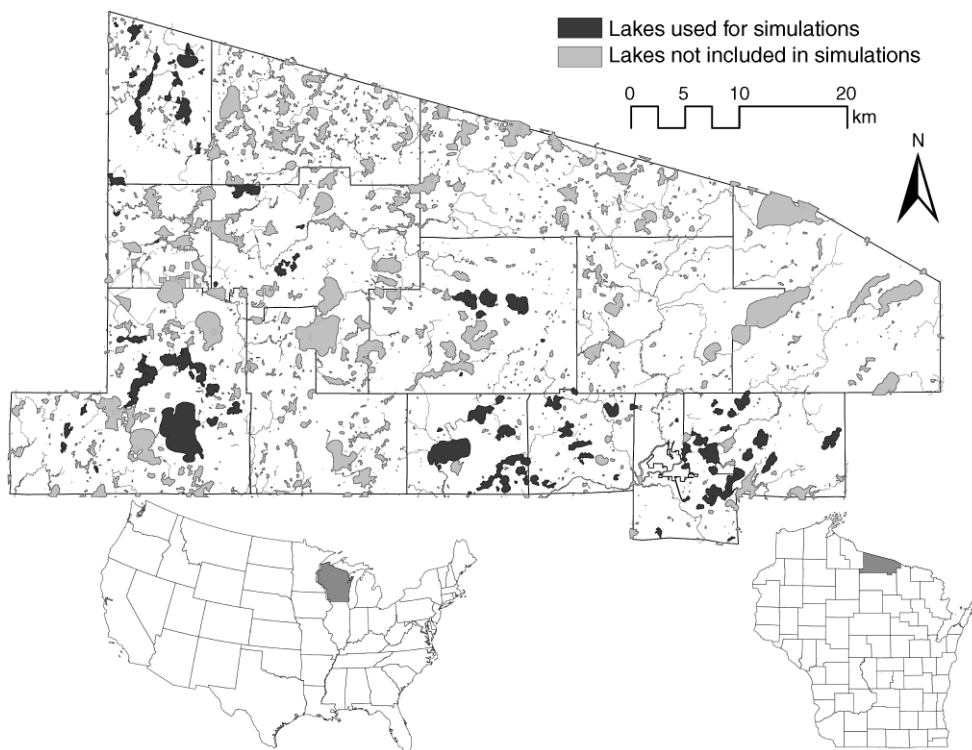 Lakes used for simulations
Lakes not included in simulations
0 5 10 20
km
N